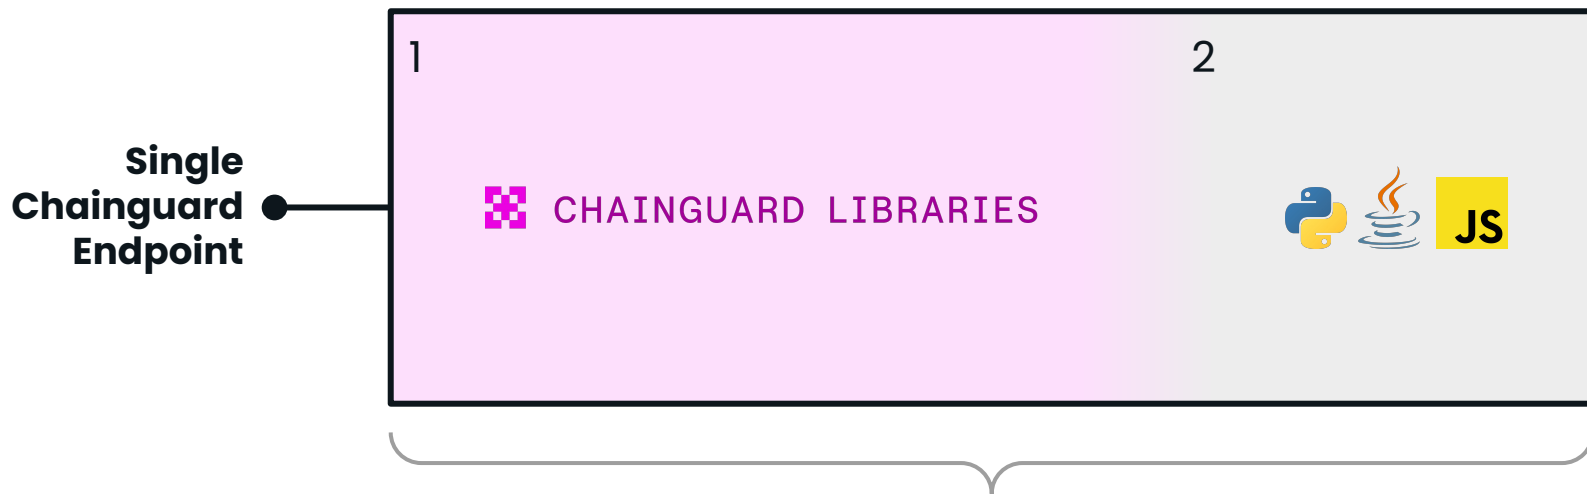 1
2
Single
Chainguard
Endpoint
CHAINGUARD LIBRARIES
JS